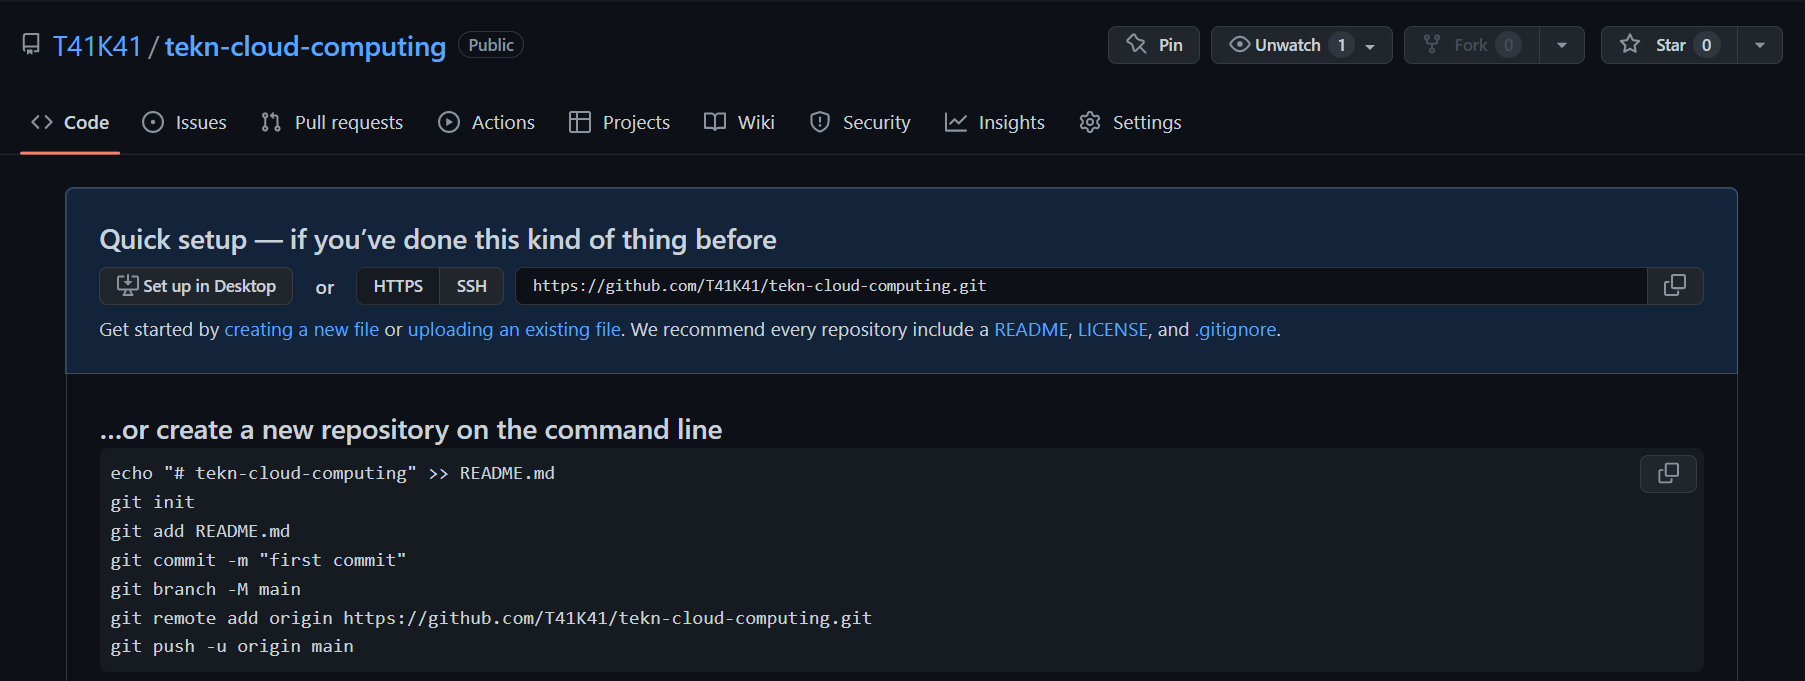 T41K41 / tekn-cloud-computing Public Pin Unwatch 1 Fork 0 Star 0
Code Issues Pull requests Actions Projects Wiki Security Insights Settings
Quick setup — if you’ve done this kind of thing before
Set up in Desktop or HTTPS SSH https://github.com/T41K41/tekn-cloud-computing.git
Get started by creating a new file or uploading an existing file. We recommend every repository include a README, LICENSE, and .gitignore.
…or create a new repository on the command line
echo "# tekn-cloud-computing" >> README.md
git init
git add README.md
git commit -m "first commit"
git branch -M main
git remote add origin https://github.com/T41K41/tekn-cloud-computing.git
git push -u origin main